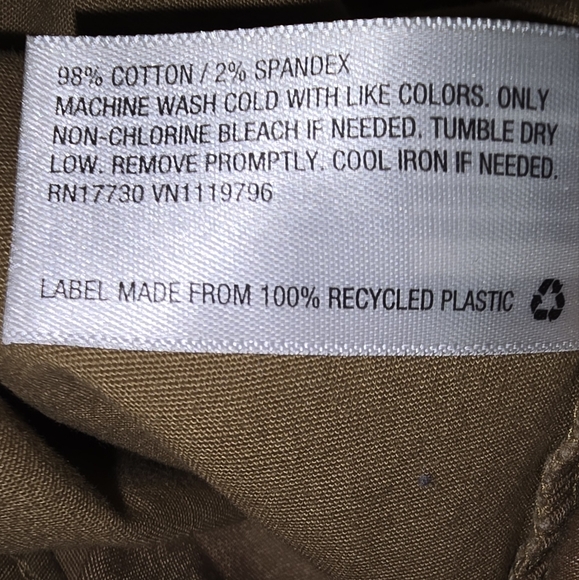 98% COTTON / 2% SPANDEX
MACHINE WASH COLD WITH LIKE COLORS. ONLY
NON-CHLORINE BLEACH IF NEEDED. TUMBLE DRY
LOW. REMOVE PROMPTLY. COOL IRON IF NEEDED.
RN17730 VN1119796
LABEL MADE FROM 100% RECYCLED PLASTIC